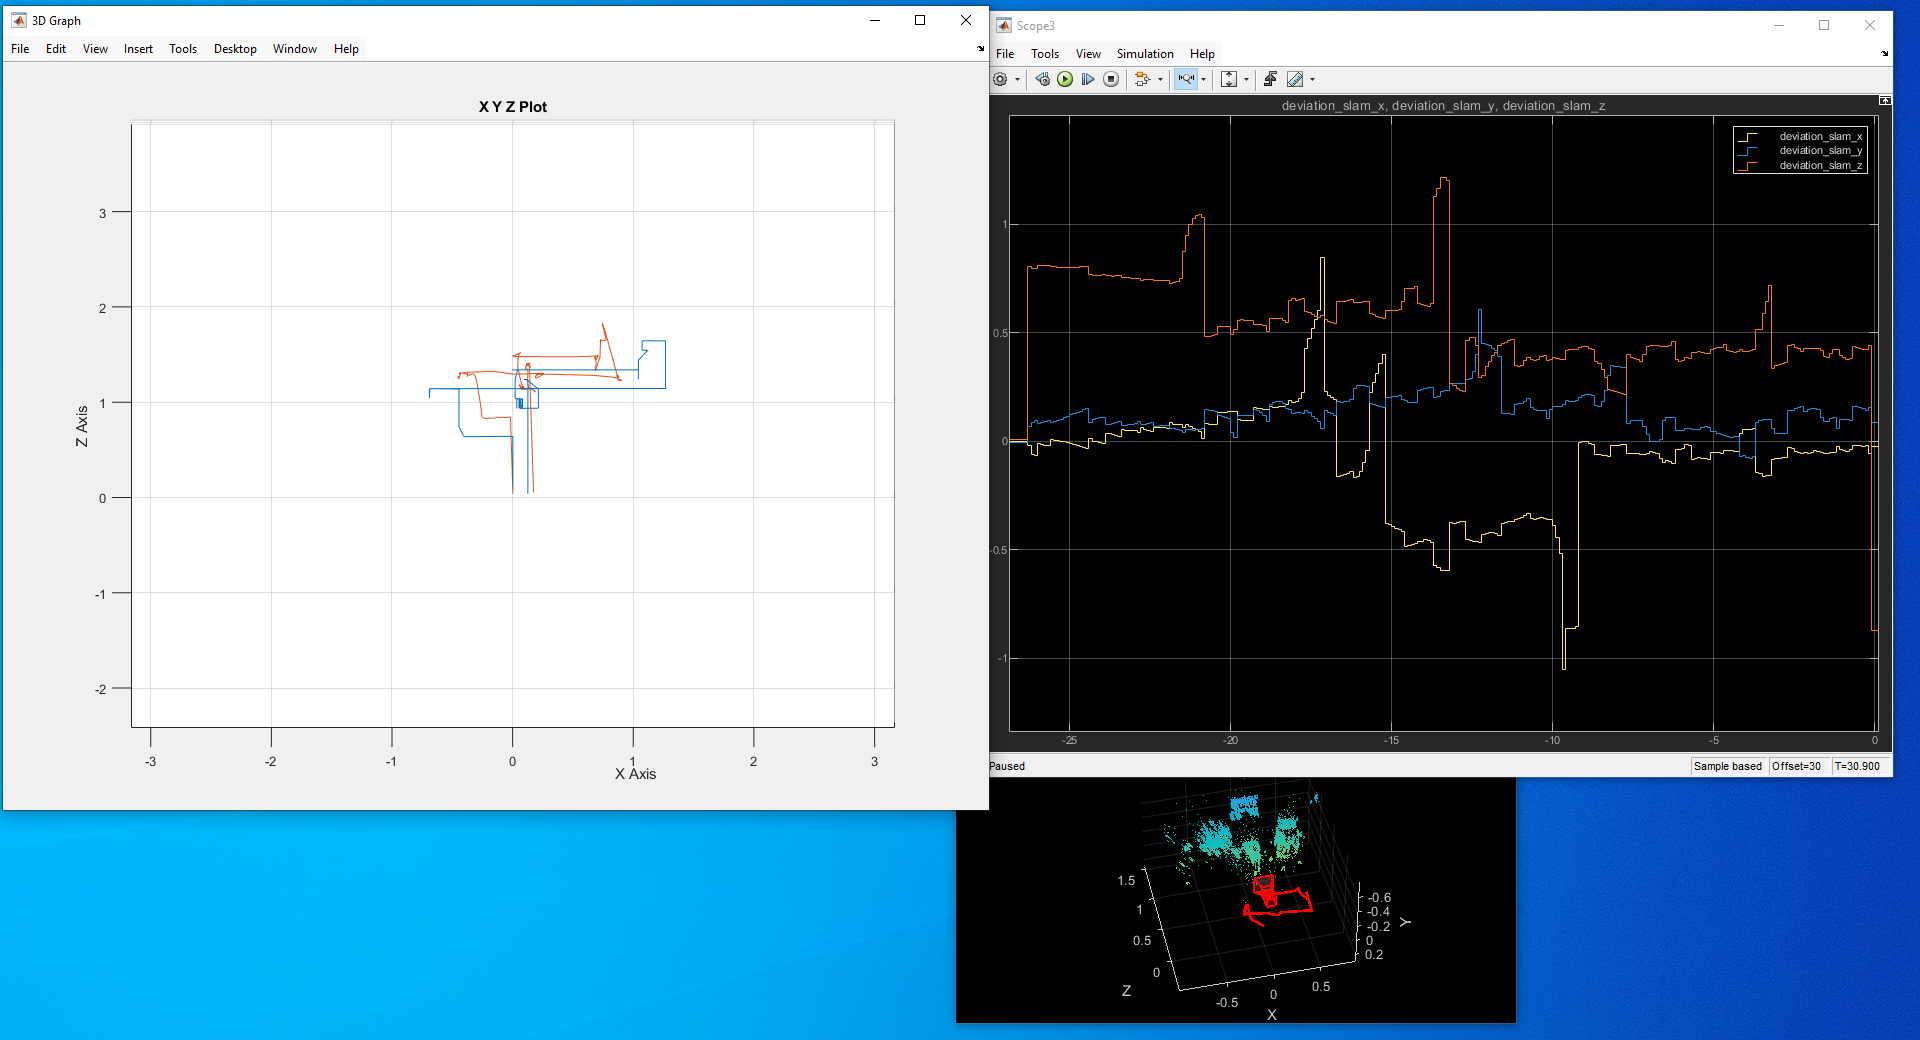 3D Graph
File Edit View Insert Tools Desktop Window Help
X Y Z Plot
3
2
1
0
-1
-2
Z Axis
-3 -2 -1 0 1 2 3
X Axis
Scope3
File Tools View Simulation Help
deviation_slam_x, deviation_slam_y, deviation_slam_z
deviation_slam_x
deviation_slam_y
deviation_slam_z
1
0.5
0
-0.5
-1
-25 -20 -15 -10 -5 0
Paused
Sample based Offset=30 T=30.900
1.5
1
0.5
0
Z
-0.5 0 0.5
X
-0.6
-0.4
-0.2
0
0.2
Y